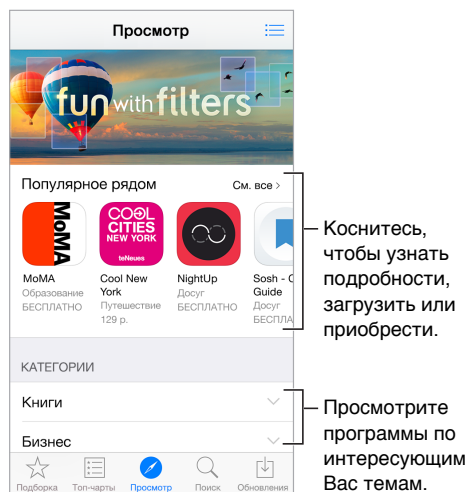 Просмотр
fun with filters
Популярное рядом
См. все >
MoMA
COOL
CITIES
NEW YORK
teNeues
MoMA
Образование
БЕСПЛАТНО
Cool New
York
Путешествие
129 р.
NightUp
Досуг
БЕСПЛАТНО
Sosh - C
Guide
Досуг
БЕСПЛА
Коснитесь,
чтобы узнать
подробности,
загрузить или
приобрести.
КАТЕГОРИИ
Книги
Бизнес
Просмотрите
программы по
интересующим
Вас темам.
Подборка
Топ-чарты
Просмотр
Поиск
Обновления